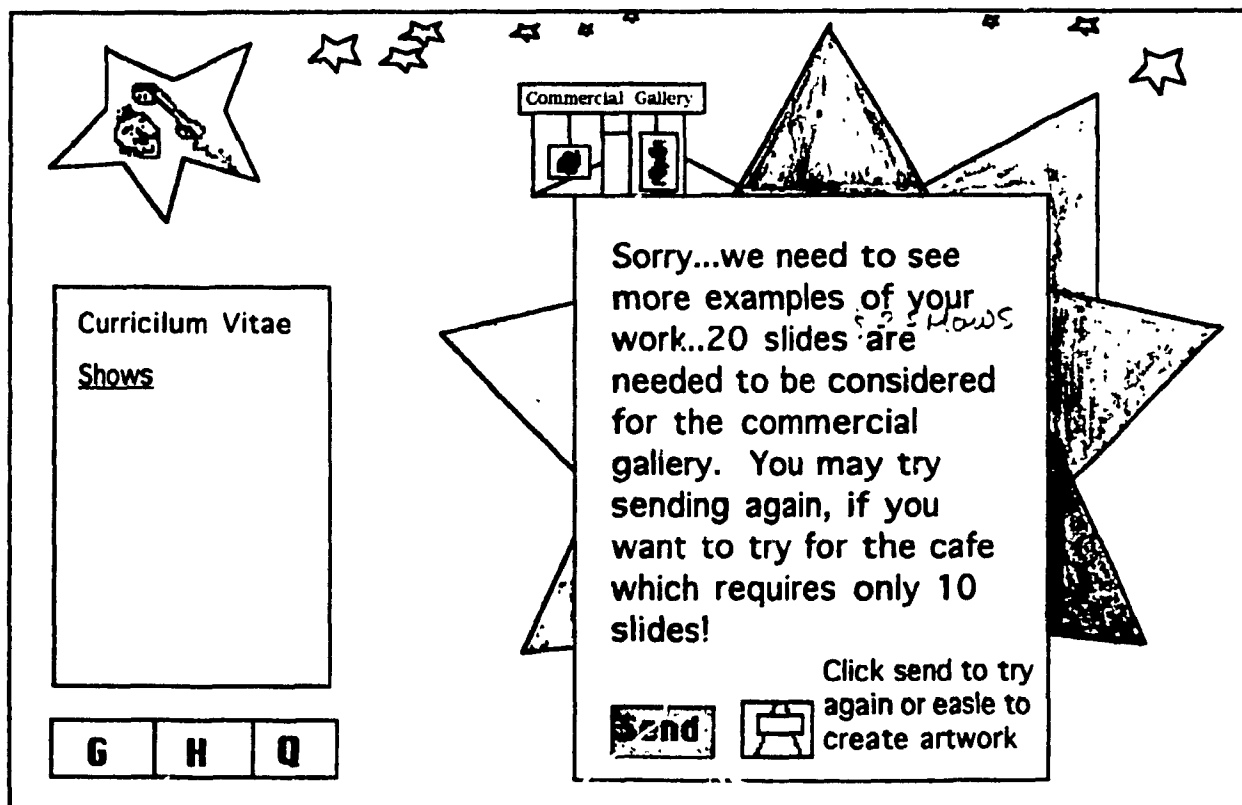 Commercial Gallery
Curricilum Vitae
Shows
Sorry...we need to see
more examples of your
work..20 slides are
SHOWS
needed to be considered
for the commercial
gallery. You may try
sending again, if you
want to try for the cafe
which requires only 10
slides!
Send
Click send to try
again or easle to
create artwork
G H Q